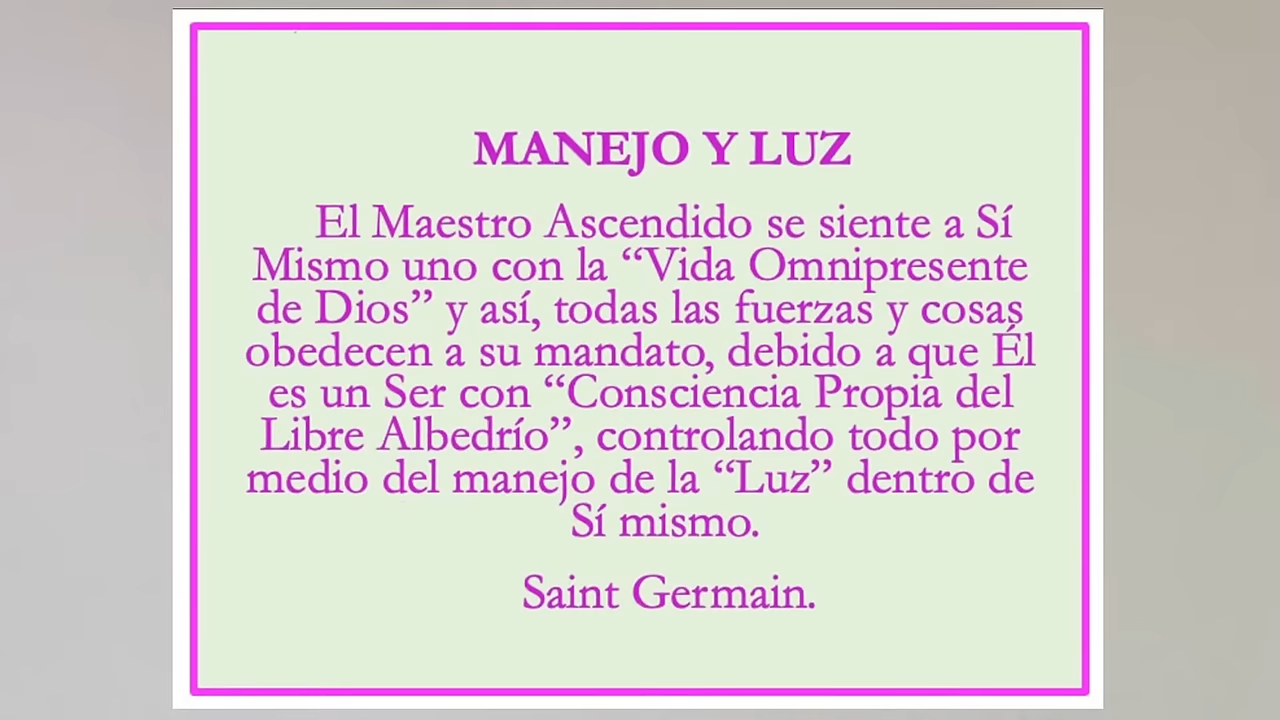 MANEJO Y LUZ
El Maestro Ascendido se siente a Sí
Mismo uno con la “Vida Omnipresente
de Dios” y así, todas las fuerzas y cosas
obedecen a su mandato, debido a que Él
es un Ser con “Consciencia Propia del
Libre Albedrío”, controlando todo por
medio del manejo de la “Luz” dentro de
Sí mismo.
Saint Germain.